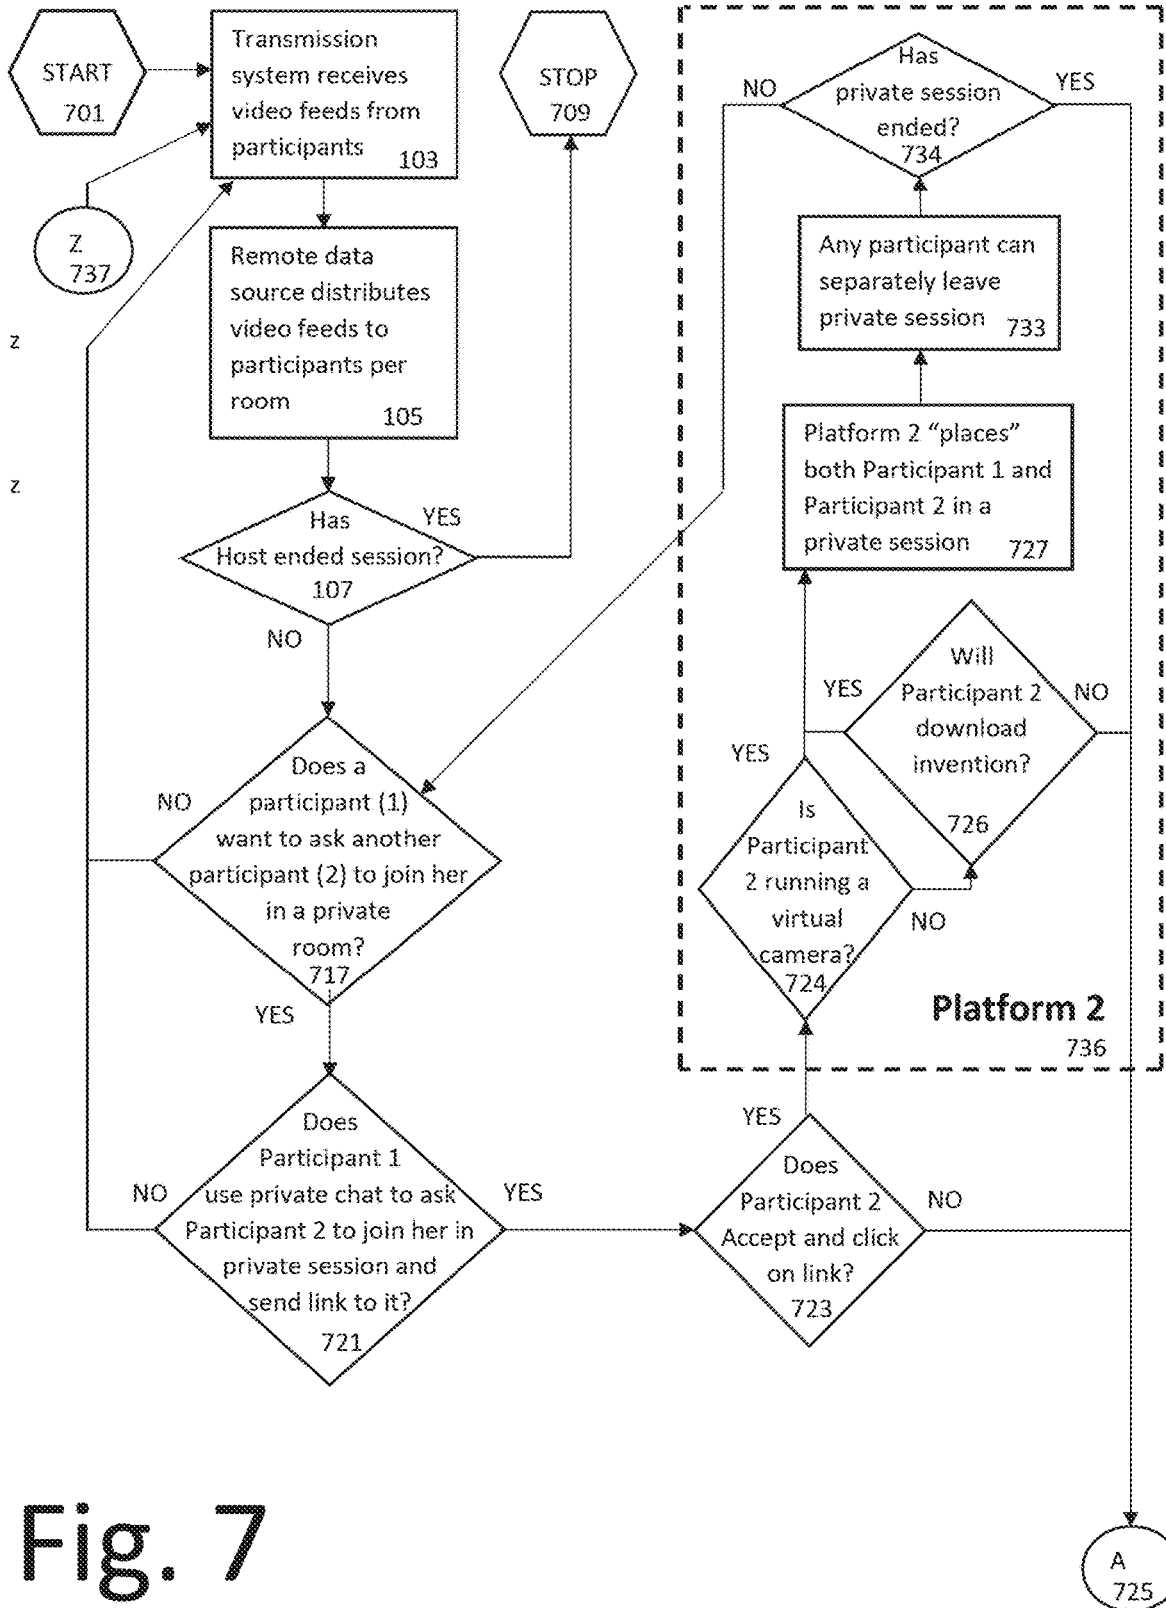 START
701
Transmission
system receives
video feeds from
participants
103
STOP
709
Z
737
Remote data
source distributes
video feeds to
participants per
room
105
z
z
Has
Host ended session?
107
YES
NO
Does a
participant (1)
want to ask another
participant (2) to join her
in a private
room?
717
NO
YES
Does
Participant 1
use private chat to ask
Participant 2 to join her in
private session and
send link to it?
721
NO
YES
Does
Participant 2
Accept and click
on link?
723
YES
NO
Is
Participant
2 running a
virtual
camera?
724
YES
NO
Will
Participant 2
download
invention?
726
YES
NO
Platform 2 “places”
both Participant 1 and
Participant 2 in a
private session
727
Any participant can
separately leave
private session
733
Has
private session
ended?
734
NO
YES
Platform 2
736
A
725
Fig. 7